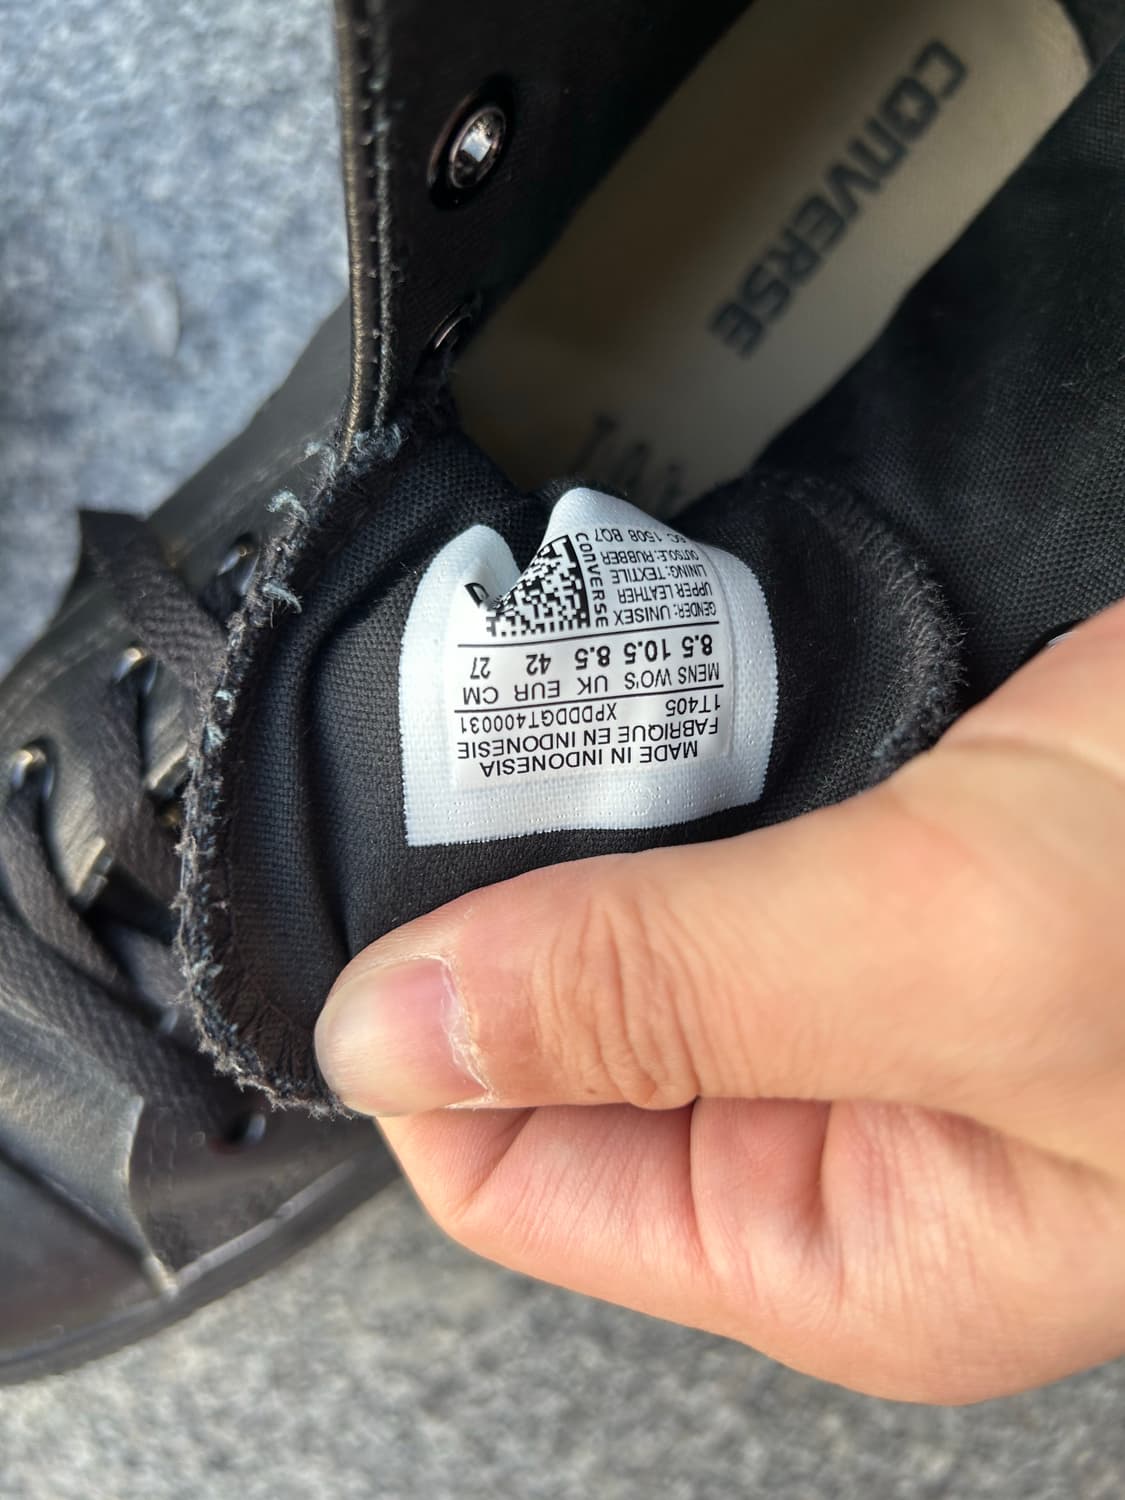 CONVERSE
MADE IN INDONESIA
FABRIQUE EN INDONESIE
1T405 XPDDDGT400031
MENS WO'S UK EUR CM
8.5 10.5 8.5 42 27
GENDER: UNISEX
UPPER:LEATHER
LINING: TEXTILE
OUTSOLE:RUBBER
1508 BQ7
CONVERSE